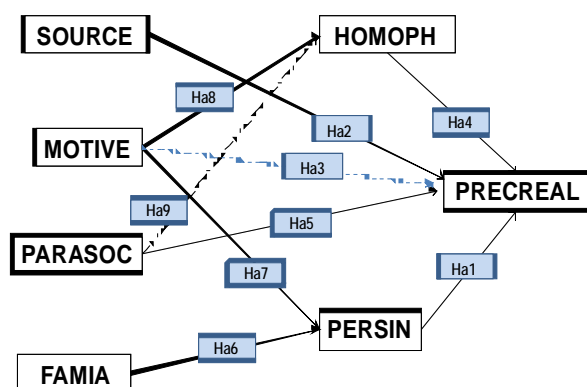 SOURCE
HOMOPH
Ha8
Ha2
Ha4
MOTIVE
Ha3
PRECREAL
Ha9
Ha5
PARASOC
Ha7
Ha1
PERSIN
Ha6
FAMIA